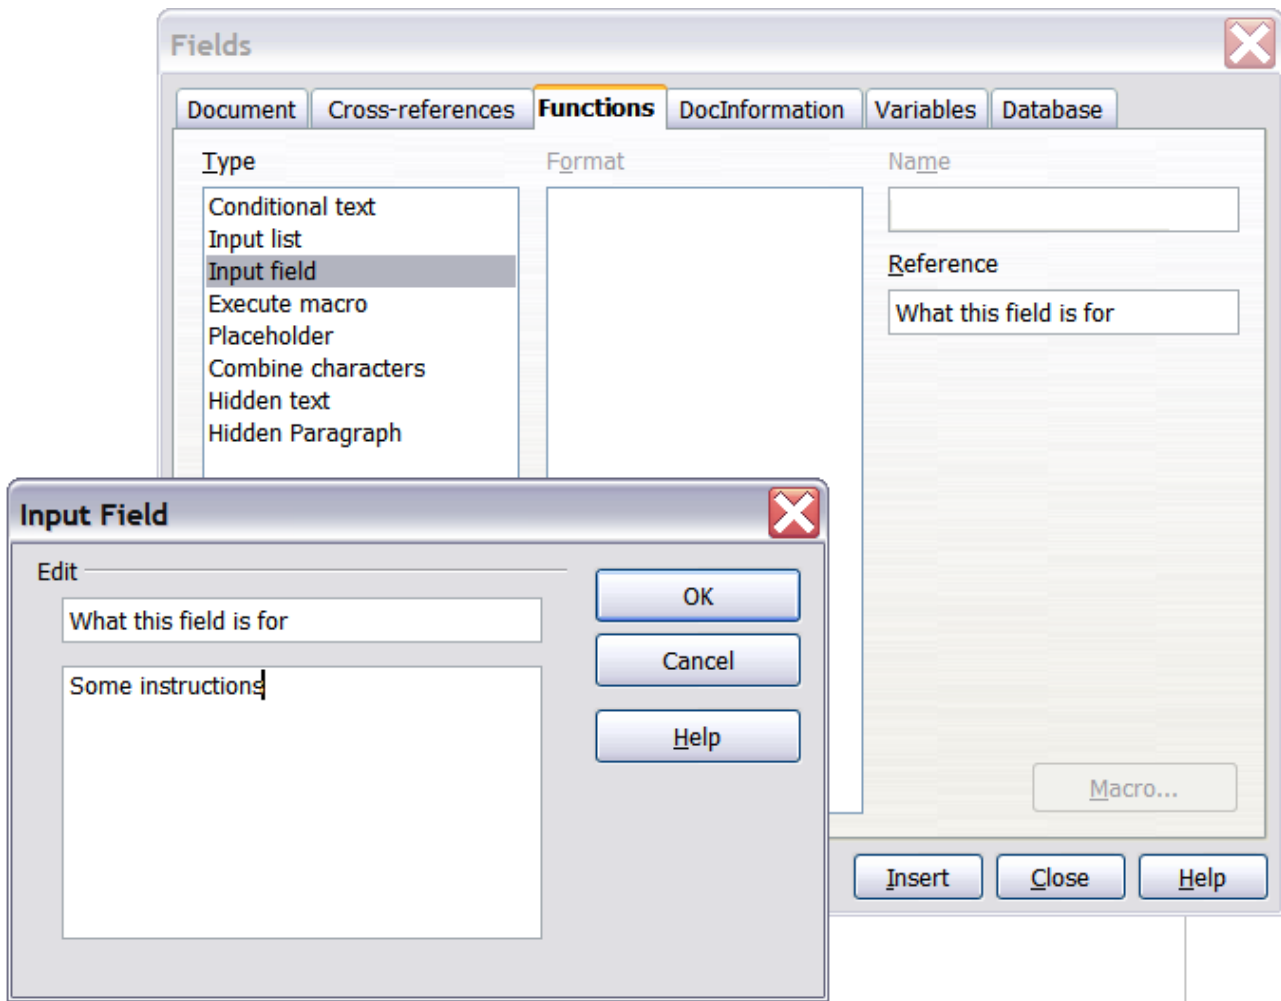 Fields
Document Cross-references Functions DocInformation Variables Database
Type Format Name
Conditional text
Input list
Input field
Execute macro
Placeholder
Combine characters
Hidden text
Hidden Paragraph
Reference
What this field is for
Macro...
Insert Close Help
Input Field
Edit
What this field is for
Some instructions
OK
Cancel
Help